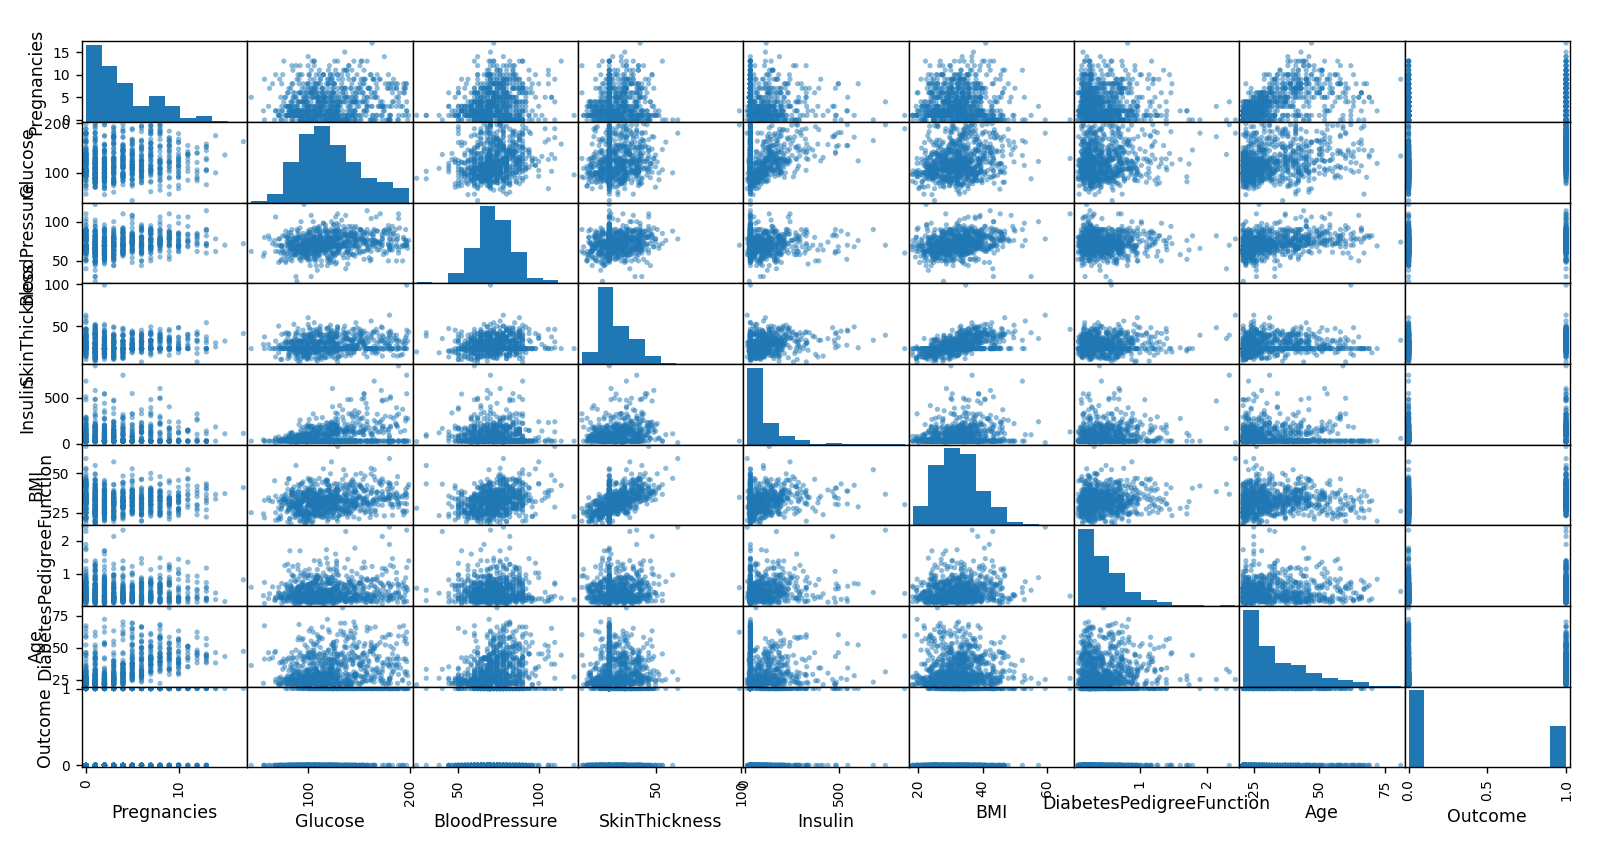 Pregnancies
15
10
5
0
Glucose
200
100
BloodPressure
100
50
SkinThickness
100
50
Insulin
500
0
BMI
50
25
DiabetesPedigreeFunction
2
1
Age
75
50
25
Outcome
1
0
0 10 100 200 50 100 50 100 0 500 20 40 60 1 2 25 50 75 0.0 0.5 1.0
Pregnancies Glucose BloodPressure SkinThickness Insulin BMI DiabetesPedigreeFunction Age Outcome